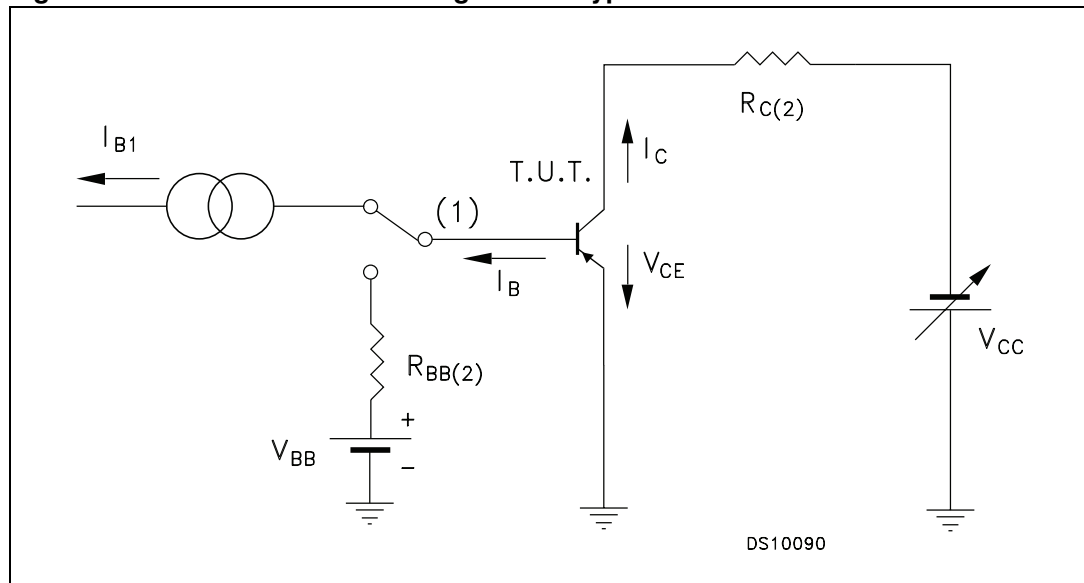 I_B1
R_C(2)
I_C
T.U.T.
(1)
I_B
V_CE
V_CC
R_BB(2)
+
V_BB
−
DS10090